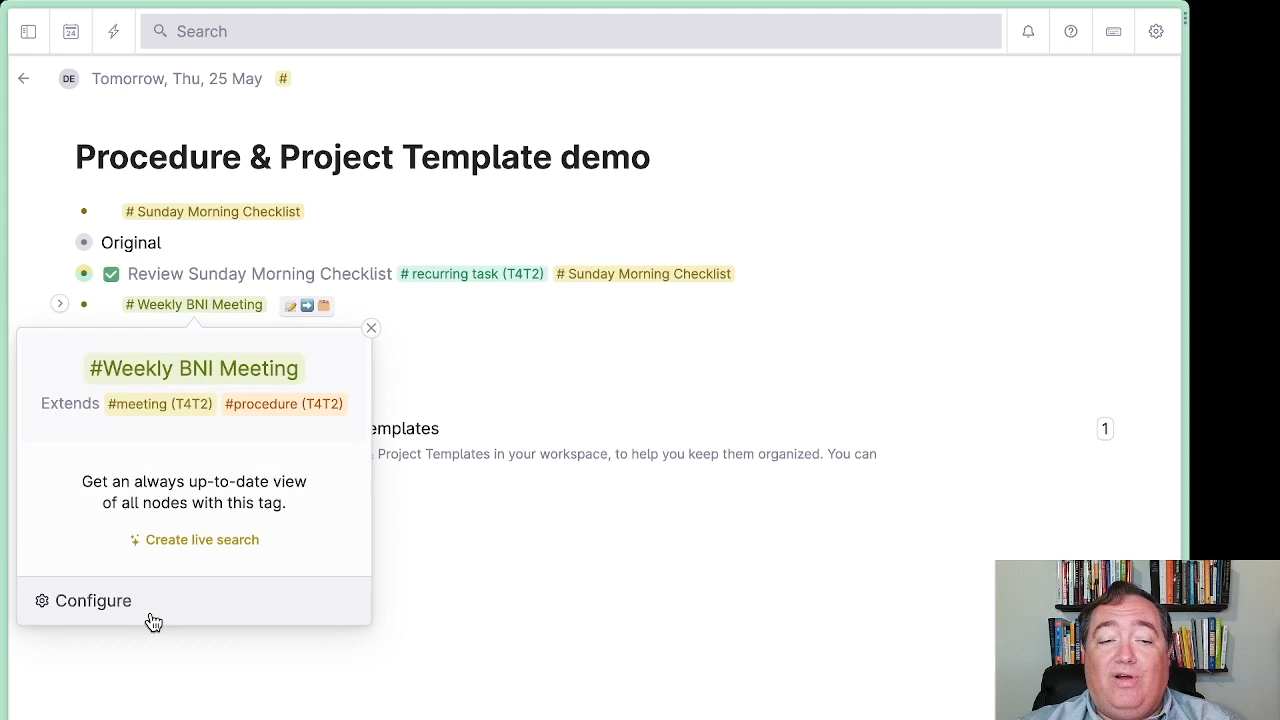 24
Search
DE Tomorrow, Thu, 25 May #
Procedure & Project Template demo
# Sunday Morning Checklist
Original
Review Sunday Morning Checklist # recurring task (T4T2) # Sunday Morning Checklist
# Weekly BNI Meeting
#Weekly BNI Meeting
Extends #meeting (T4T2) #procedure (T4T2)
emplates 1
Project Templates in your workspace, to help you keep them organized. You can
Get an always up-to-date view
of all nodes with this tag.
Create live search
Configure